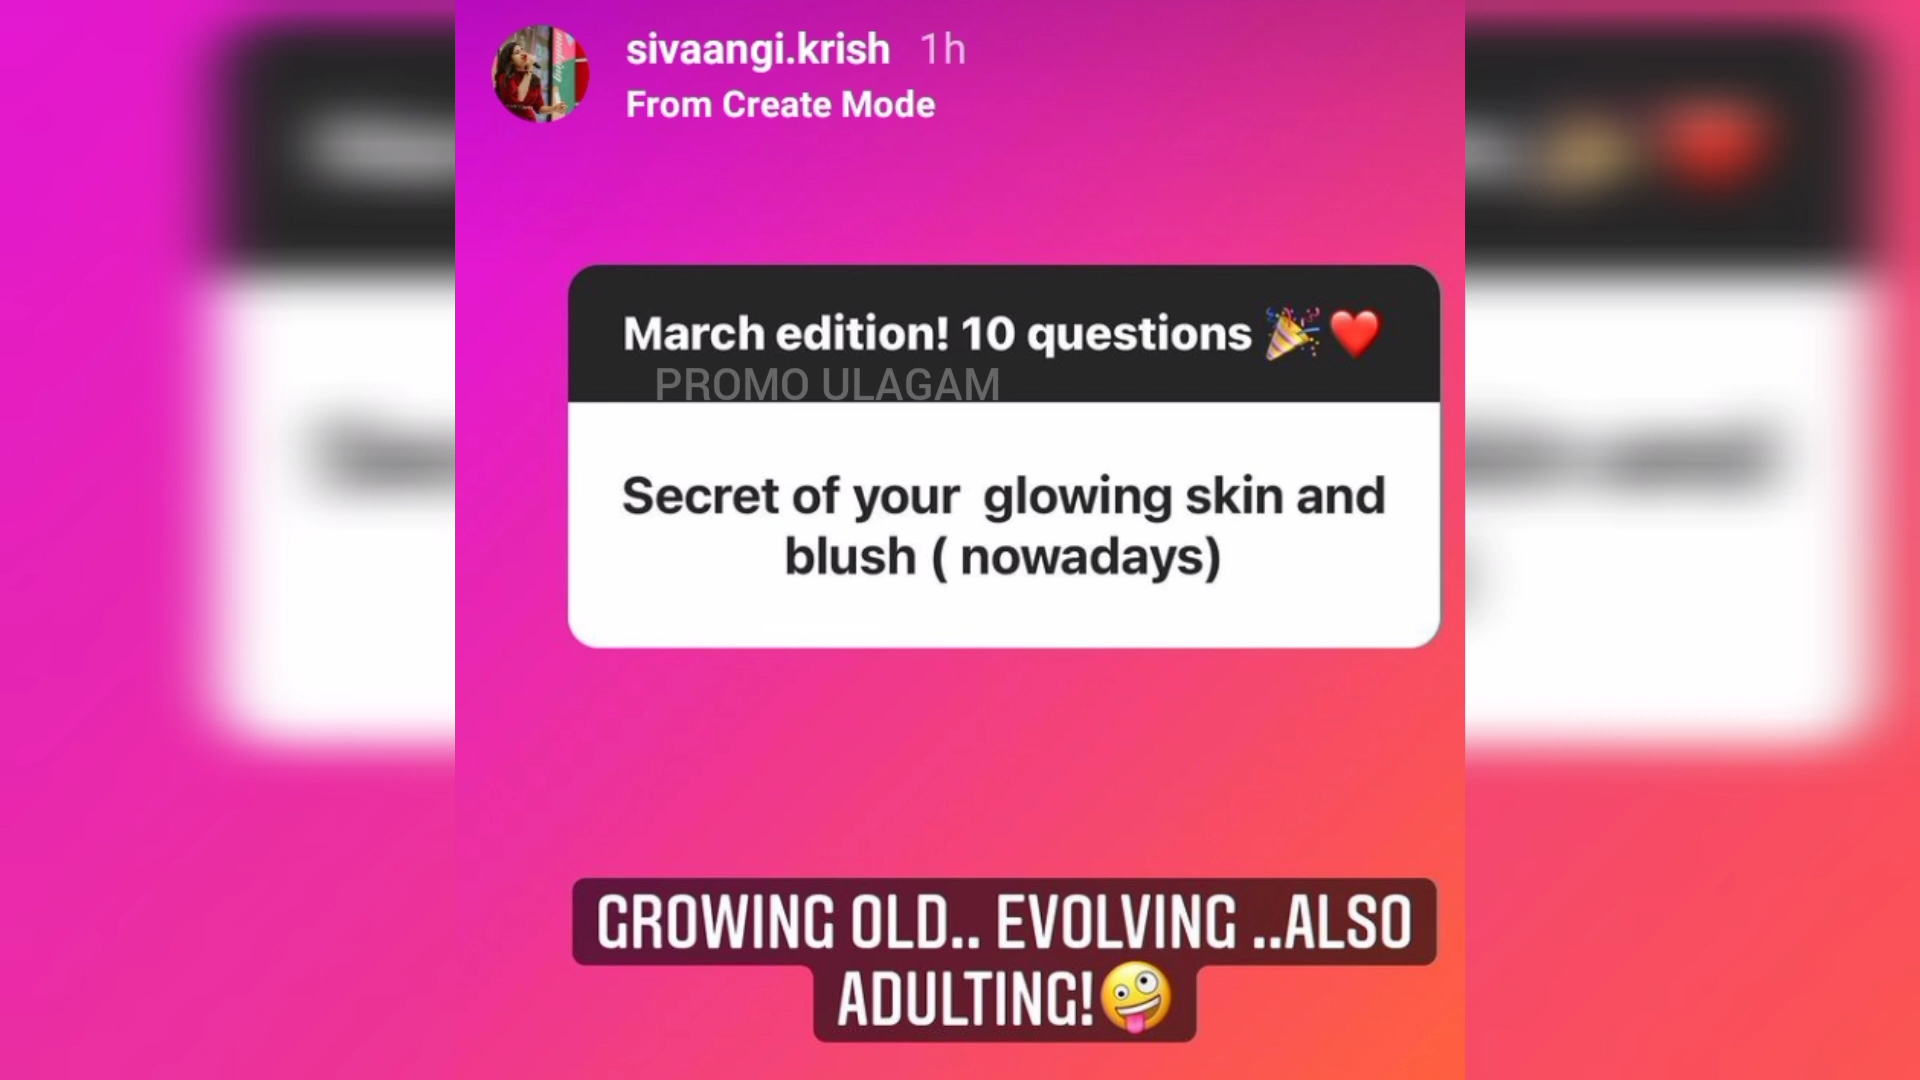 sivaangi.krish 1h
From Create Mode
March edition! 10 questions 🎉❤️
PROMO ULAGAM
Secret of your  glowing skin and
blush ( nowadays)
GROWING OLD.. EVOLVING ..ALSO
ADULTING!🤪